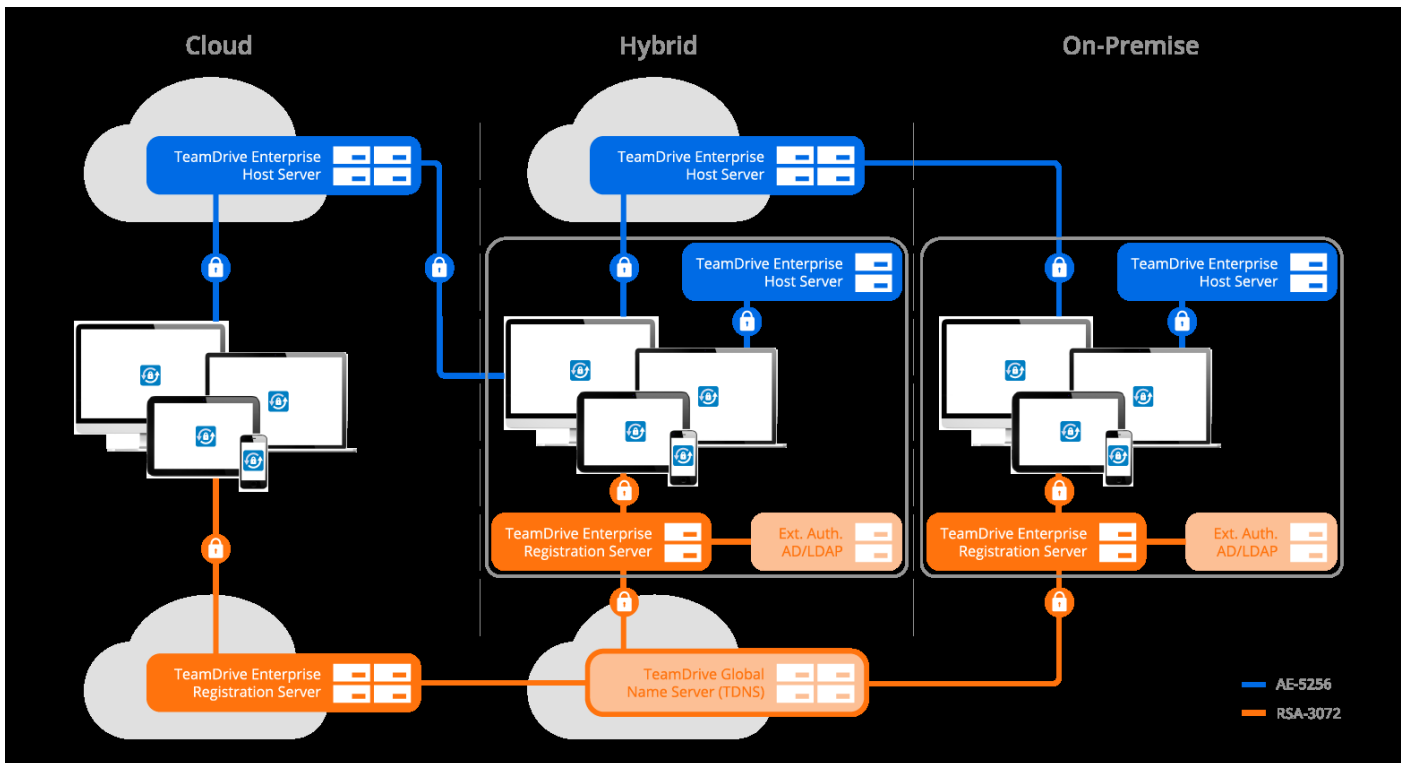 Cloud
Hybrid
On-Premise
TeamDrive Enterprise
Host Server
TeamDrive Enterprise
Host Server
TeamDrive Enterprise
Host Server
TeamDrive Enterprise
Host Server
TeamDrive Enterprise
Registration Server
Ext. Auth.
AD/LDAP
TeamDrive Enterprise
Registration Server
Ext. Auth.
AD/LDAP
TeamDrive Enterprise
Registration Server
TeamDrive Global
Name Server (TDNS)
AE-5256
RSA-3072